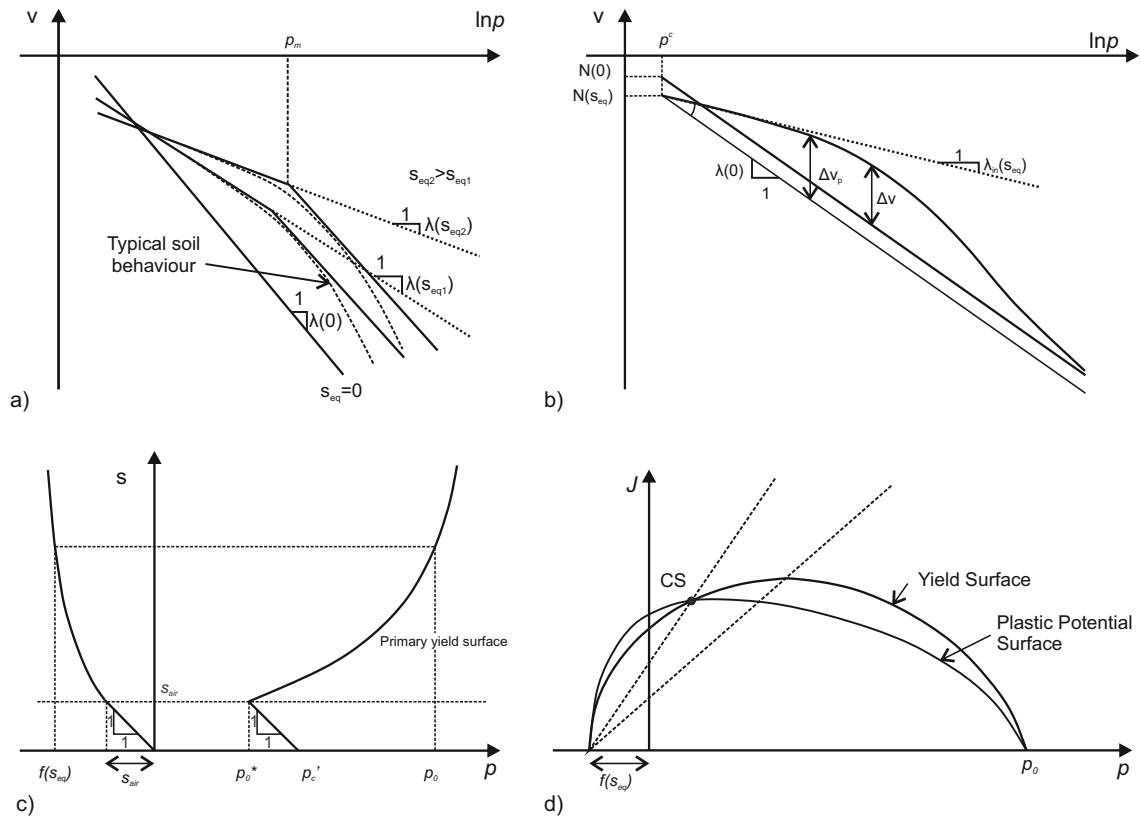 v
lnp
p_m
s_eq2>s_eq1
1
λ(s_eq2)
Typical soil
behaviour
1
λ(s_eq1)
1
λ(0)
s_eq=0
a)
v
p^c
lnp
N(0)
N(s_eq)
1
λ_in(s_eq)
λ(0)
1
Δv_p
Δv
b)
s
Primary yield surface
s_air
1
1
1
1
f(s_eq)
s_air
p_0*
p_c'
p_0
p
c)
J
CS
Yield Surface
Plastic Potential
Surface
f(s_eq)
p_0
p
d)